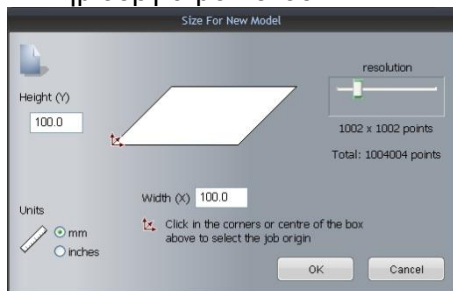 Size For New Model
resolution
Height (Y)
100.0
1002 x 1002 points
Total: 1004004 points
Width (X) 100.0
Units
mm
inches
Click in the corners or centre of the box
above to select the job origin
OK
Cancel